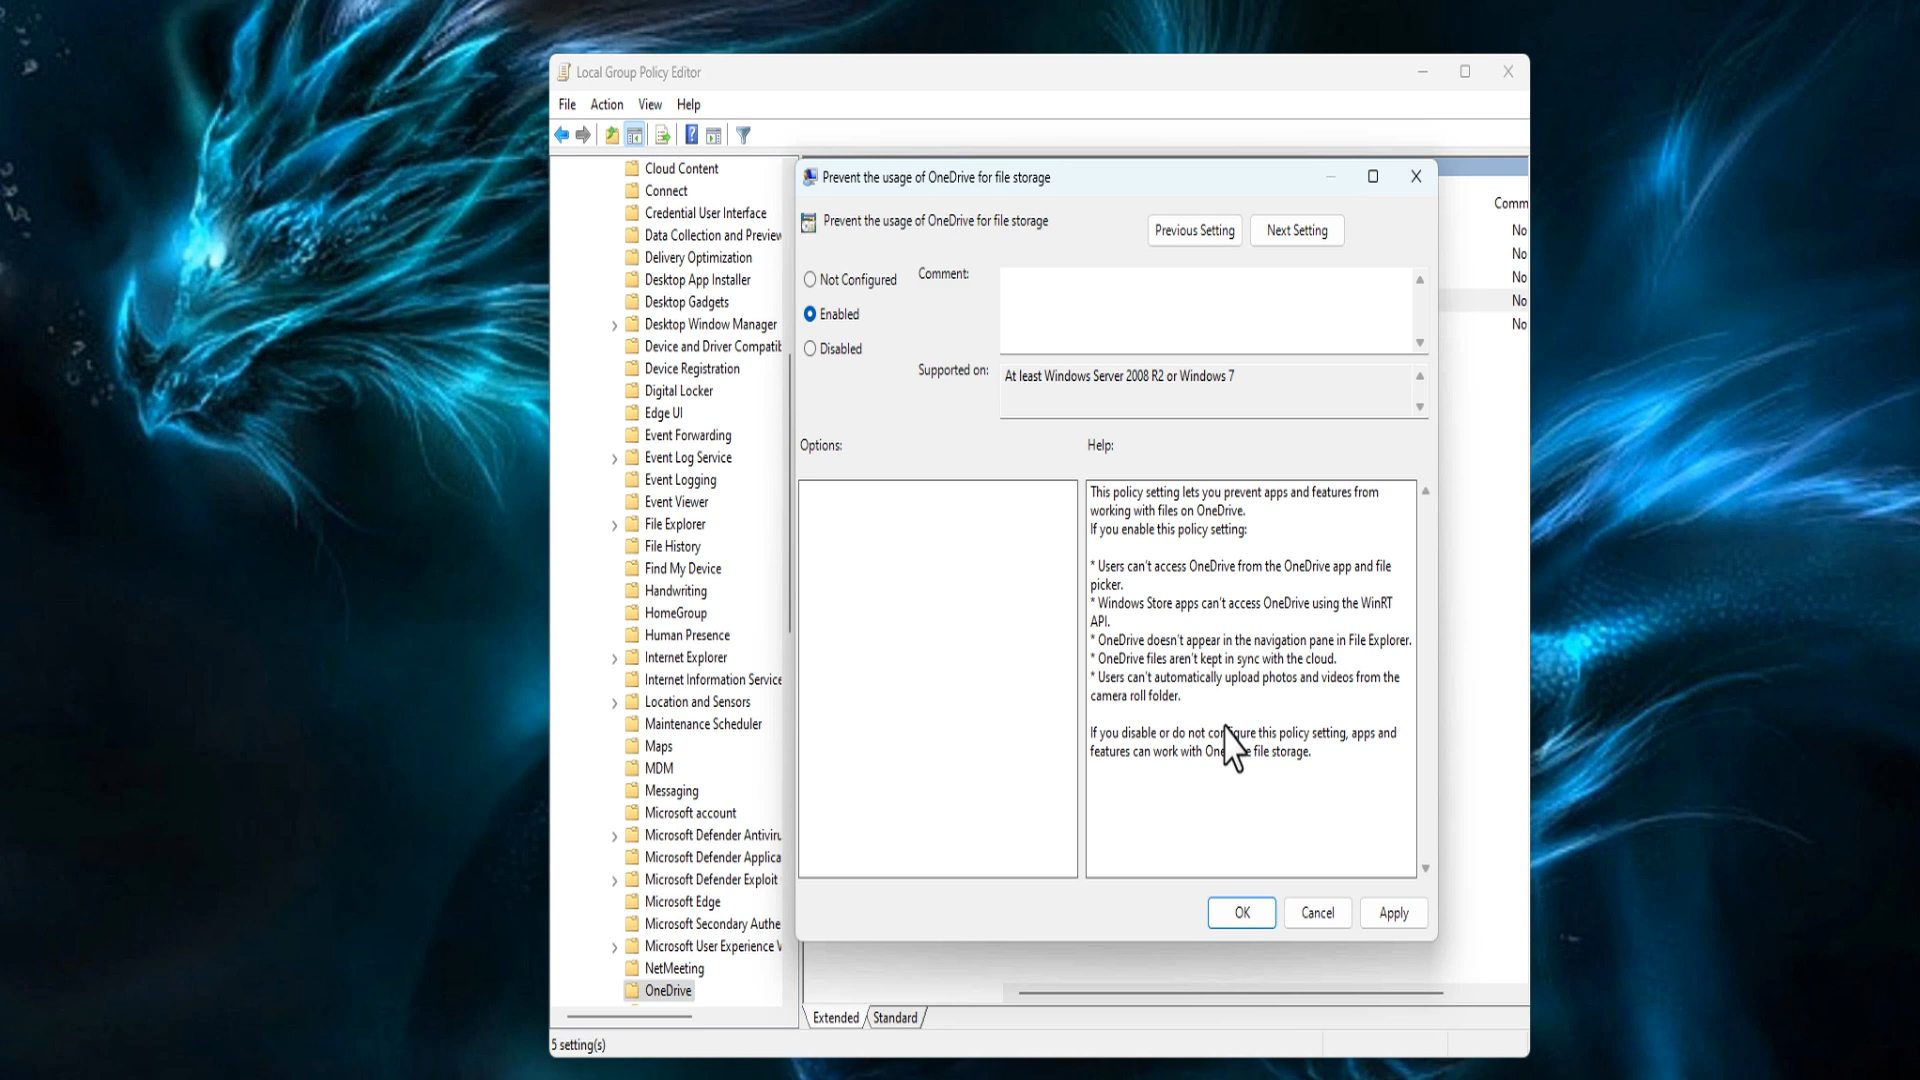 Local Group Policy Editor
File Action View Help
Cloud Content
Connect
Credential User Interface
Data Collection and Preview
Delivery Optimization
Desktop App Installer
Desktop Gadgets
Desktop Window Manager
Device and Driver Compatib
Device Registration
Digital Locker
Edge UI
Event Forwarding
Event Log Service
Event Logging
Event Viewer
File Explorer
File History
Find My Device
Handwriting
HomeGroup
Human Presence
Internet Explorer
Internet Information Service
Location and Sensors
Maintenance Scheduler
Maps
MDM
Messaging
Microsoft account
Microsoft Defender Antiviru
Microsoft Defender Applica
Microsoft Defender Exploit
Microsoft Edge
Microsoft Secondary Authe
Microsoft User Experience V
NetMeeting
OneDrive
Comm
No
No
No
No
No
Prevent the usage of OneDrive for file storage
Prevent the usage of OneDrive for file storage
Previous Setting Next Setting
Not Configured
Enabled
Disabled
Comment:
Supported on:
At least Windows Server 2008 R2 or Windows 7
Options:
Help:
This policy setting lets you prevent apps and features from
working with files on OneDrive.
If you enable this policy setting:
* Users can't access OneDrive from the OneDrive app and file
picker.
* Windows Store apps can't access OneDrive using the WinRT
API.
* OneDrive doesn't appear in the navigation pane in File Explorer.
* OneDrive files aren't kept in sync with the cloud.
* Users can't automatically upload photos and videos from the
camera roll folder.
If you disable or do not configure this policy setting, apps and
features can work with OneDrive file storage.
OK Cancel Apply
Extended Standard
5 setting(s)